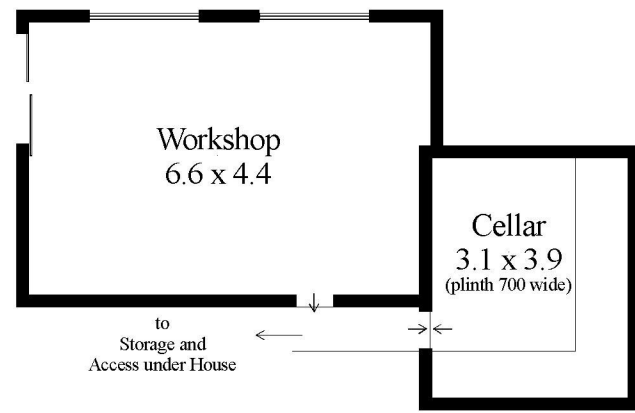 Workshop
6.6 x 4.4
Cellar
3.1 x 3.9
(plinth 700 wide)
to
Storage and
Access under House